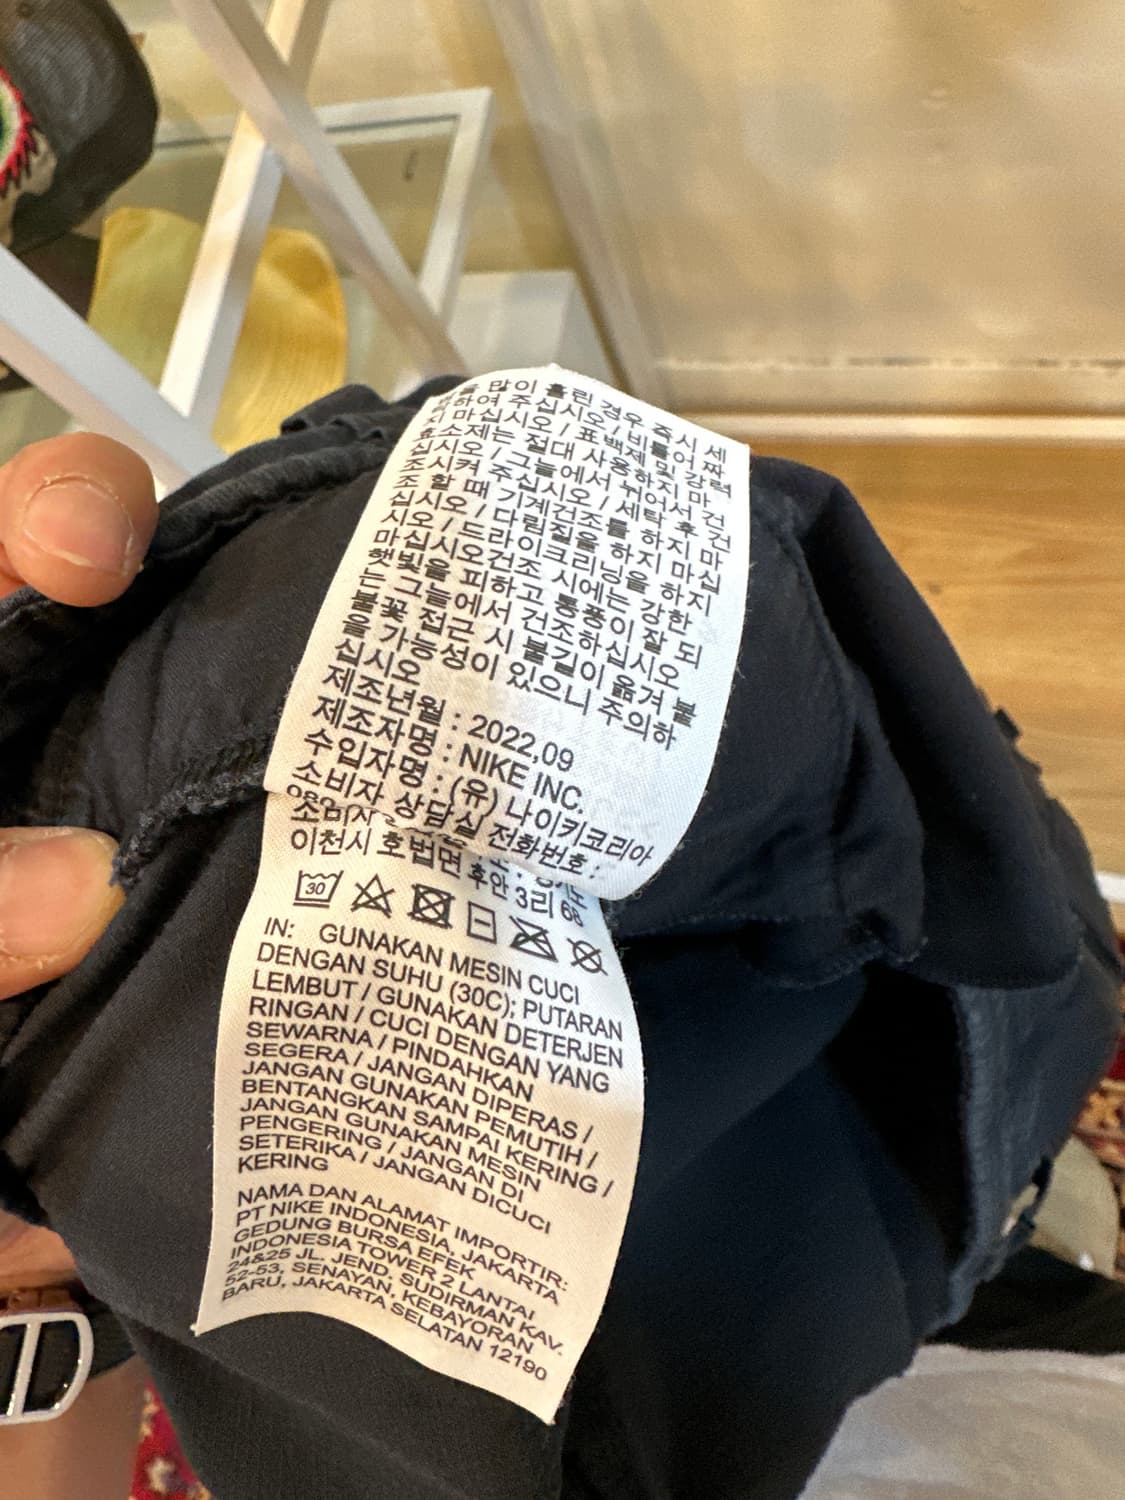 많이 흘린 경우 즉시 세
하여 주십시오 / 비틀어 짜
지 마십시오 / 표백제 및 강력
효소제는 절대 사용하지 마
십시오 / 그늘에서 뉘어서 건
조시켜 주십시오 / 세탁 후 건
조 할 때 기계건조를 하지 마
십시오 / 다림질을 하지 마십
시오 / 드라이크리닝을 하지
마십시오건조 시에는 강한
햇빛을 피하고 통풍이 잘 되
는 그늘에서 건조하십시오
불꽃 접근 시 불길이 옮겨 붙
을 가능성이 있으니 주의하
십시오
제조년월 : 2022,09
제조자명 : NIKE INC.
수입자명 : (유) 나이키코리아
소비자 상담실 전화번호 :
이천시 호법면 후안 3리 68
30
IN: GUNAKAN MESIN CUCI
DENGAN SUHU (30C); PUTARAN
LEMBUT / GUNAKAN DETERJEN
RINGAN / CUCI DENGAN YANG
SEWARNA / PINDAHKAN
SEGERA / JANGAN DIPERAS /
JANGAN GUNAKAN PEMUTIH /
BENTANGKAN SAMPAI KERING /
JANGAN GUNAKAN MESIN
PENGERING / JANGAN DI
SETERIKA / JANGAN DICUCI
KERING
NAMA DAN ALAMAT IMPORTIR:
PT NIKE INDONESIA, JAKARTA
GEDUNG BURSA EFEK
INDONESIA TOWER 2 LANTAI
24&25 JL. JEND, SUDIRMAN KAV.
52-53, SENAYAN, KEBAYORAN
BARU, JAKARTA SELATAN 12190